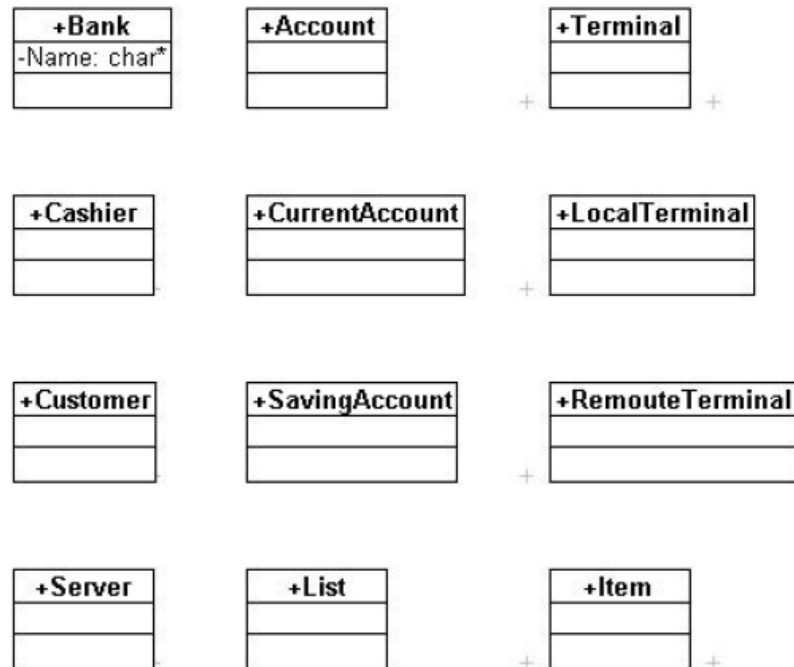 +Bank
-Name: char*
+Account
+Terminal
+Cashier
+CurrentAccount
+LocalTerminal
+Customer
+SavingAccount
+RemouteTerminal
+Server
+List
+Item